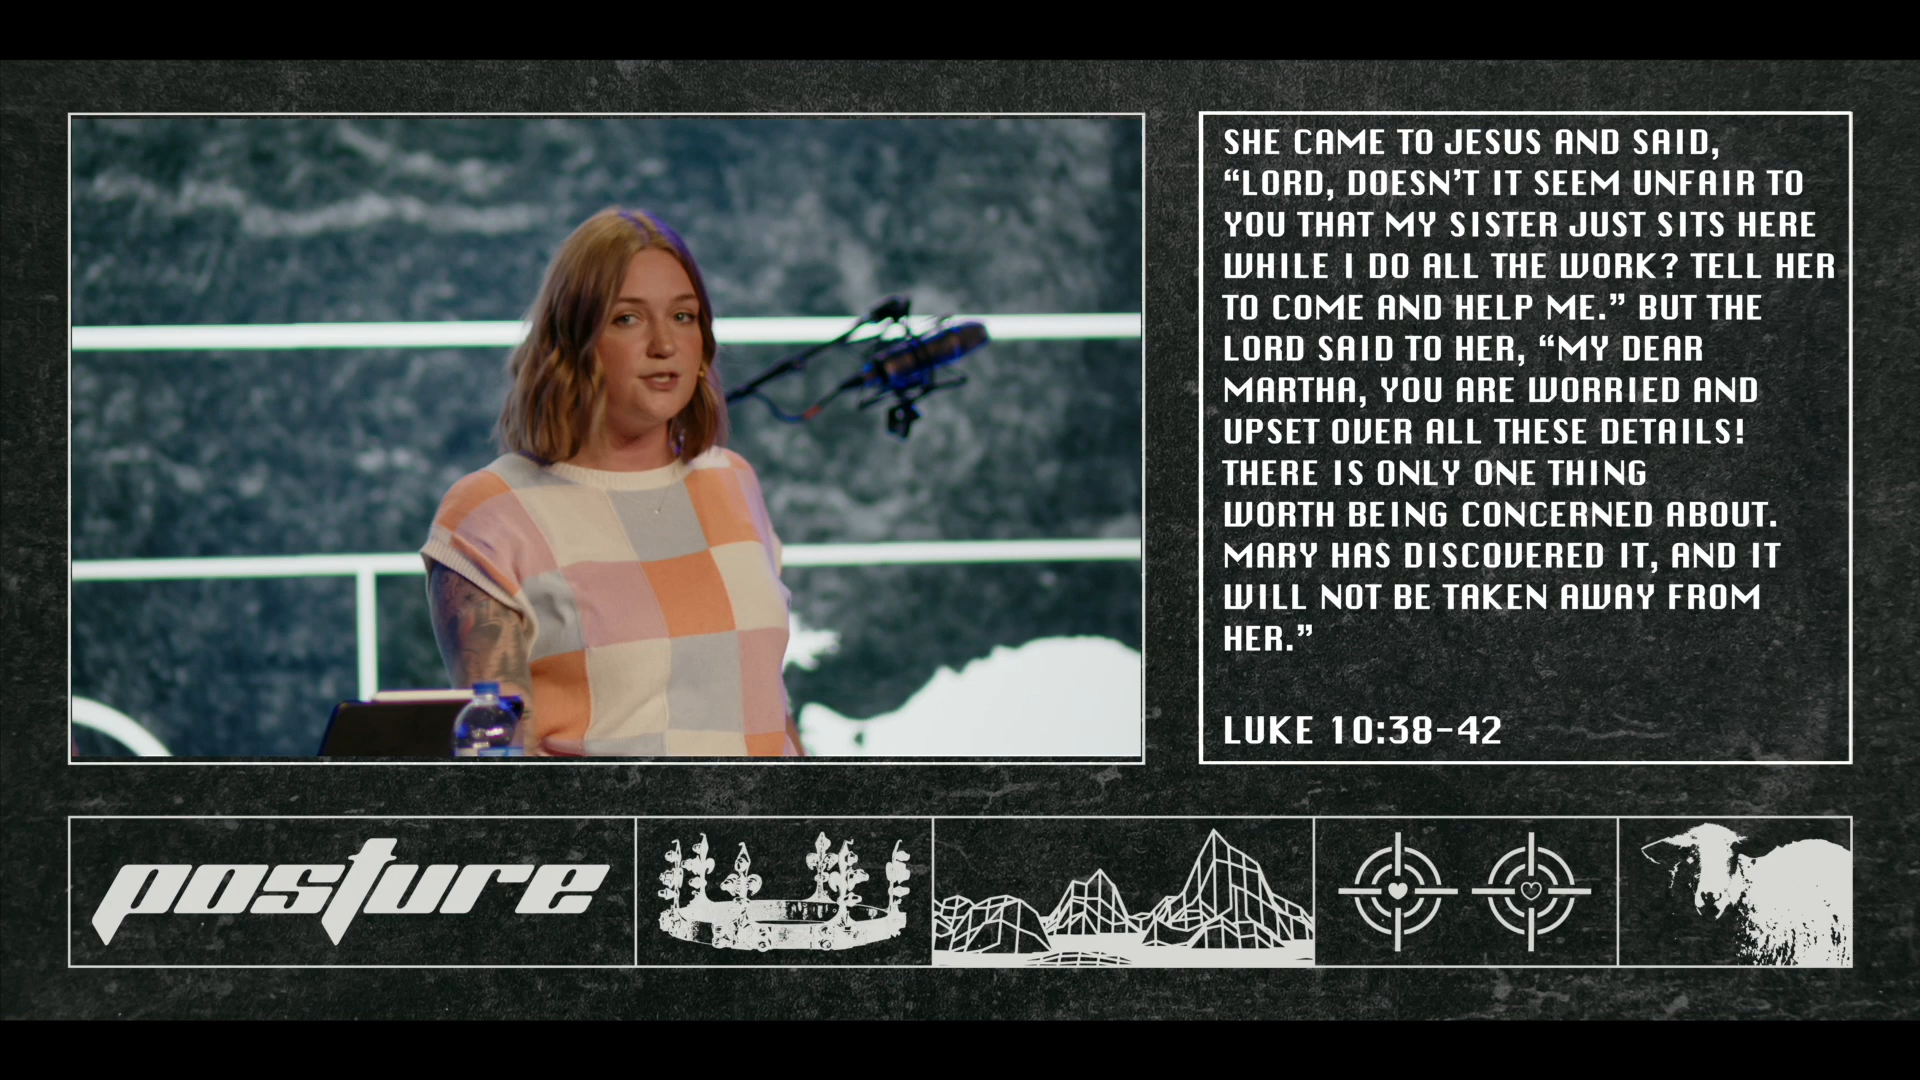 SHE CAME TO JESUS AND SAID,
“LORD, DOESN’T IT SEEM UNFAIR TO
YOU THAT MY SISTER JUST SITS HERE
WHILE I DO ALL THE WORK? TELL HER
TO COME AND HELP ME.” BUT THE
LORD SAID TO HER, “MY DEAR
MARTHA, YOU ARE WORRIED AND
UPSET OVER ALL THESE DETAILS!
THERE IS ONLY ONE THING
WORTH BEING CONCERNED ABOUT.
MARY HAS DISCOVERED IT, AND IT
WILL NOT BE TAKEN AWAY FROM
HER.”
LUKE 10:38-42
posture